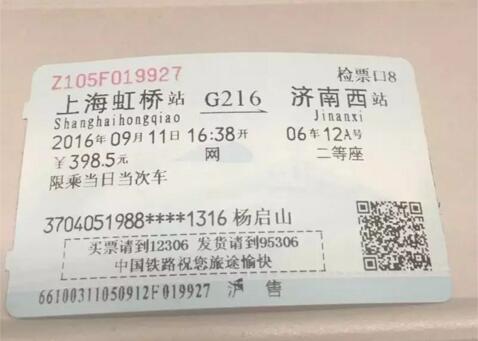 Z105F019927 检票口8
上海虹桥站 G216 济南西站
Shanghaihongqiao Jinanxi
2016年09月11日 16:38开 06车12A号
￥398.5元 网 二等座
限乘当日当次车
3704051988****1316 杨启山
买票请到12306 发货请到95306
中国铁路祝您旅途愉快
66100311050912F019927 沪售